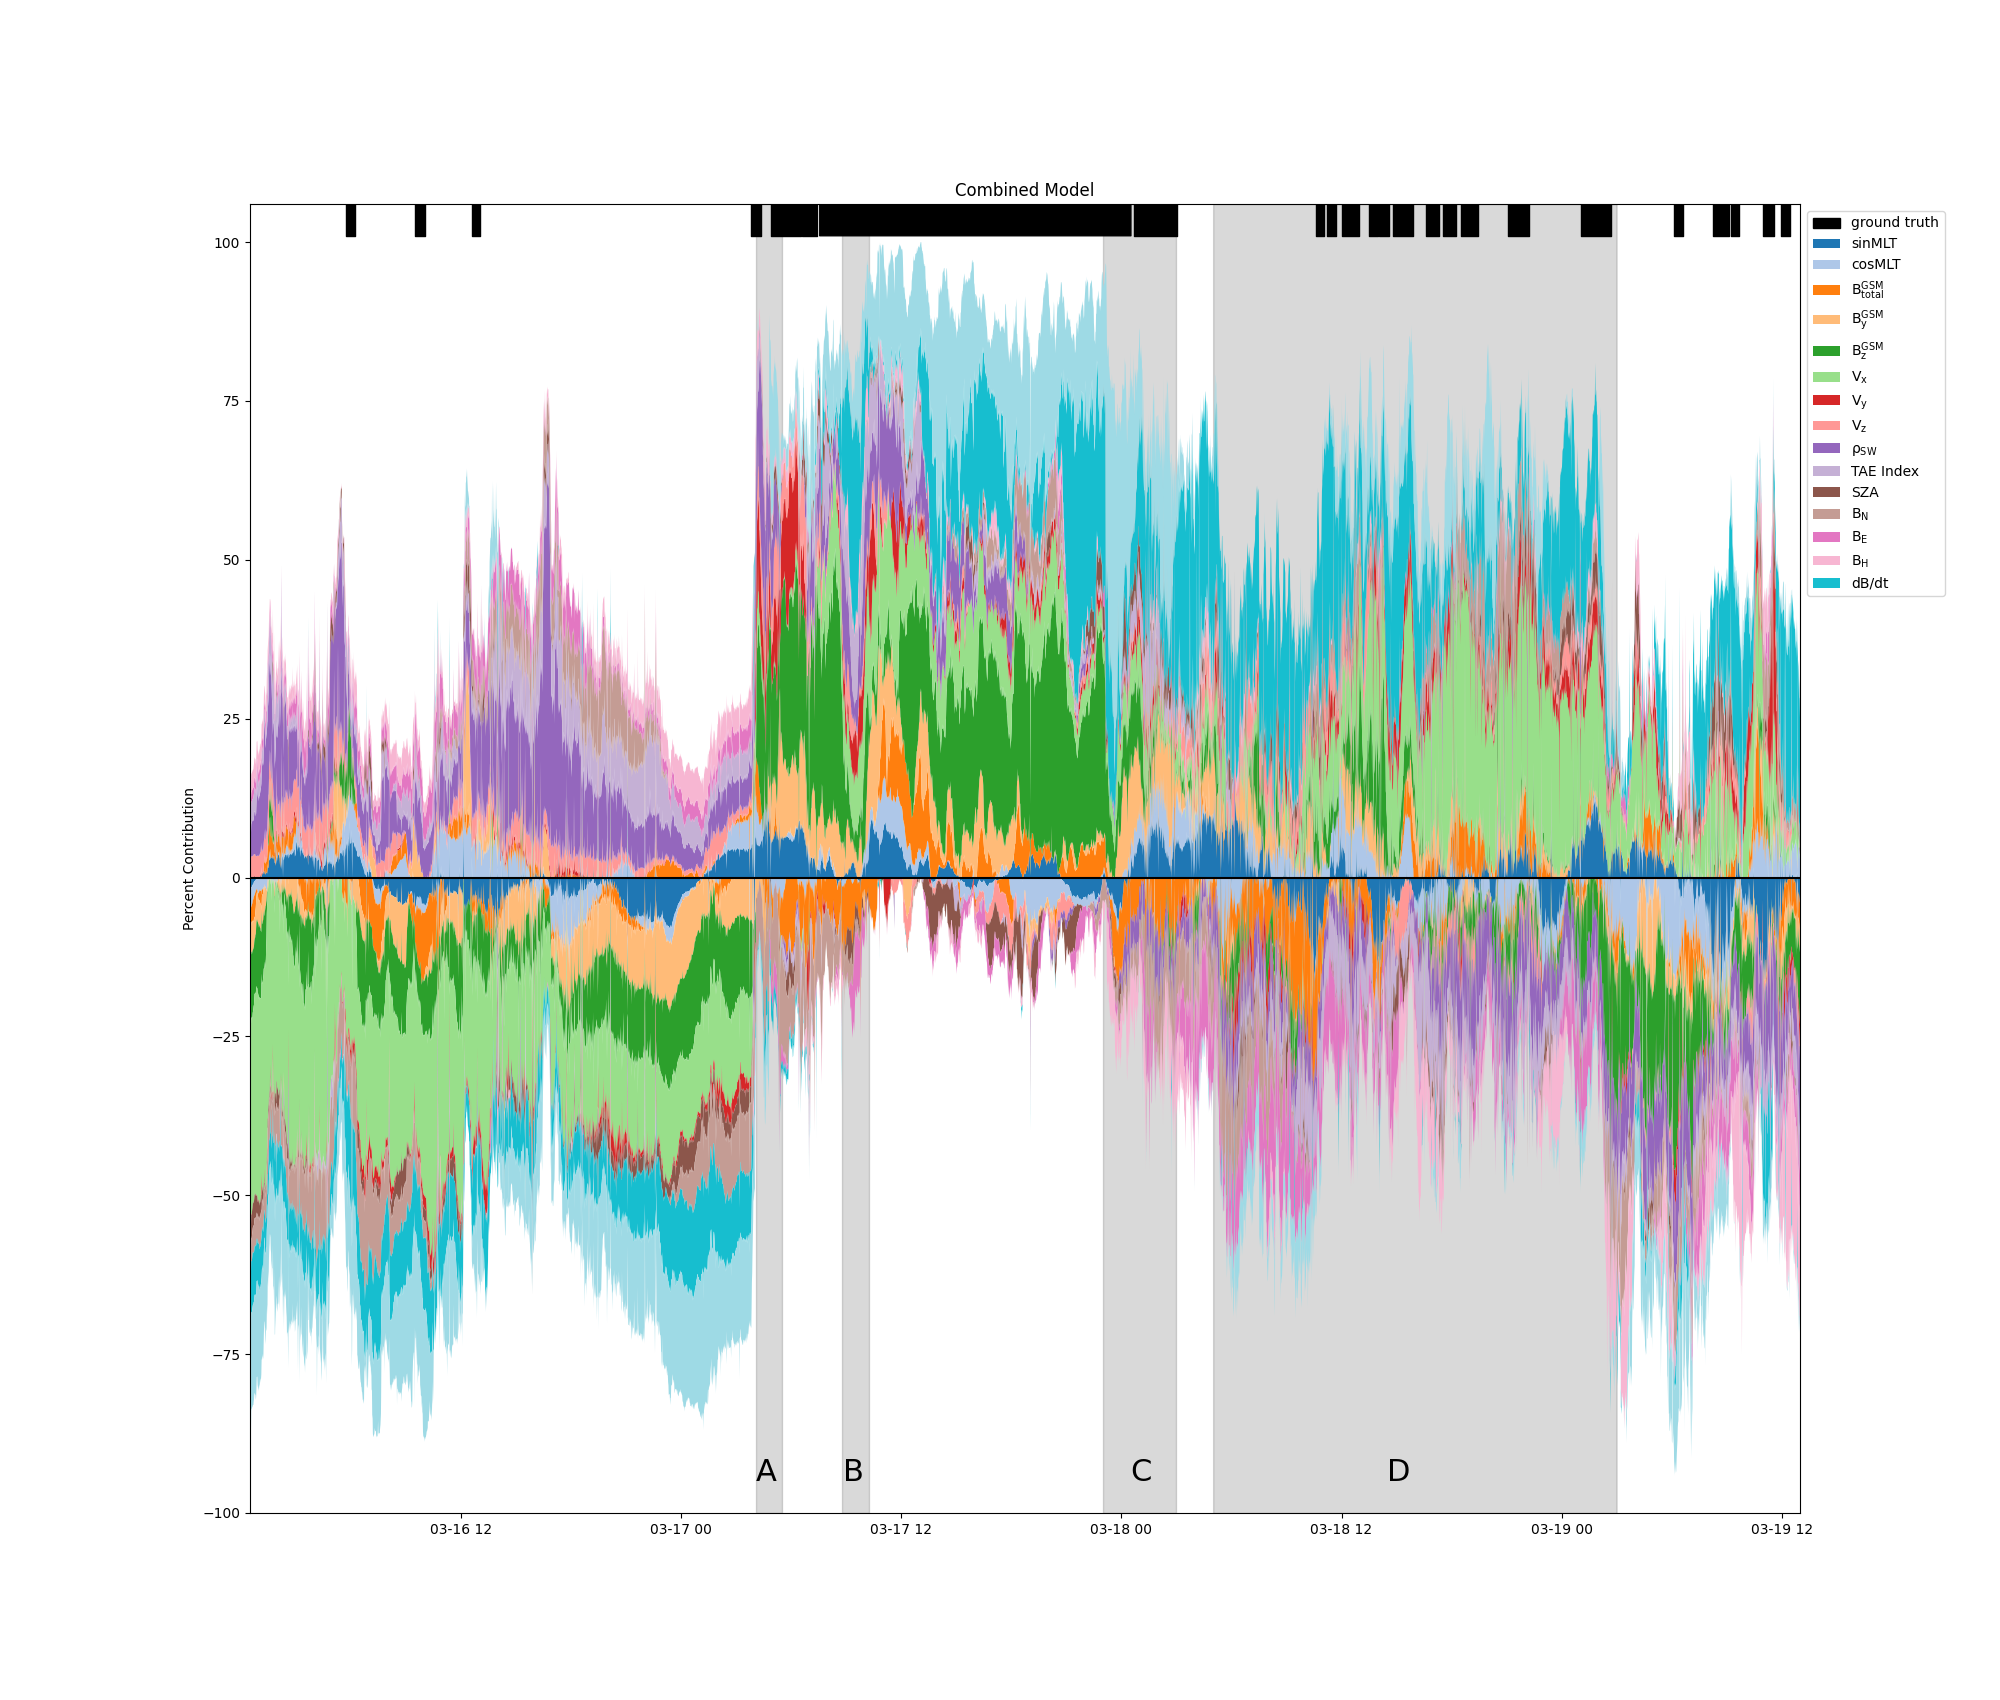 Combined Model
100
75
50
25
0
−25
−50
−75
−100
Percent Contribution
A
B
C
D
03-16 12
03-17 00
03-17 12
03-18 00
03-18 12
03-19 00
03-19 12
ground truth
sinMLT
cosMLT
B_total^GSM
B_y^GSM
B_z^GSM
V_x
V_y
V_z
ρ_SW
TAE Index
SZA
B_N
B_E
B_H
dB/dt